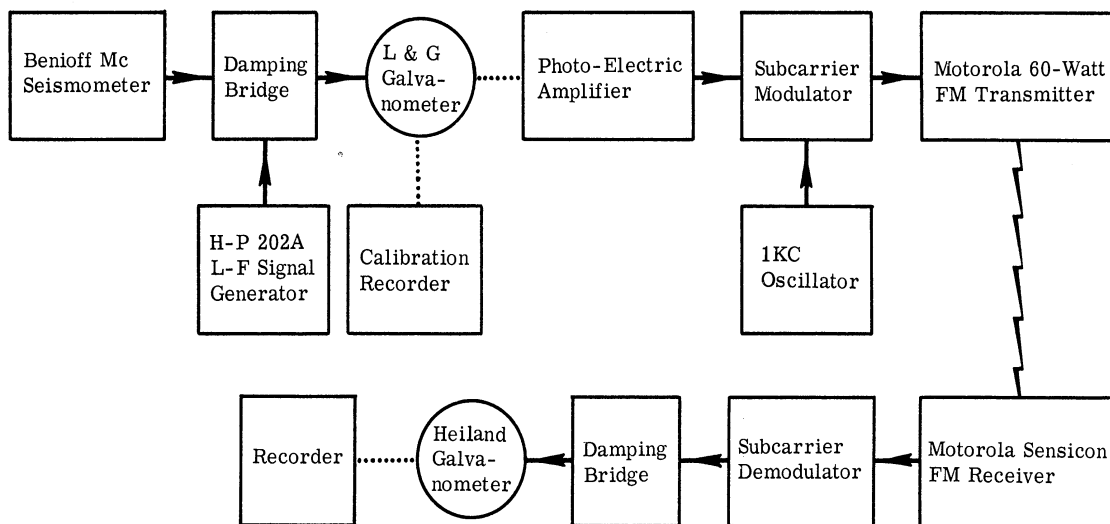 Benioff Mc
Seismometer
Damping
Bridge
L & G
Galva-
nometer
Photo-Electric
Amplifier
Subcarrier
Modulator
Motorola 60-Watt
FM Transmitter
H-P 202A
L-F Signal
Generator
Calibration
Recorder
1KC
Oscillator
Recorder
Heiland
Galva-
nometer
Damping
Bridge
Subcarrier
Demodulator
Motorola Sensicon
FM Receiver